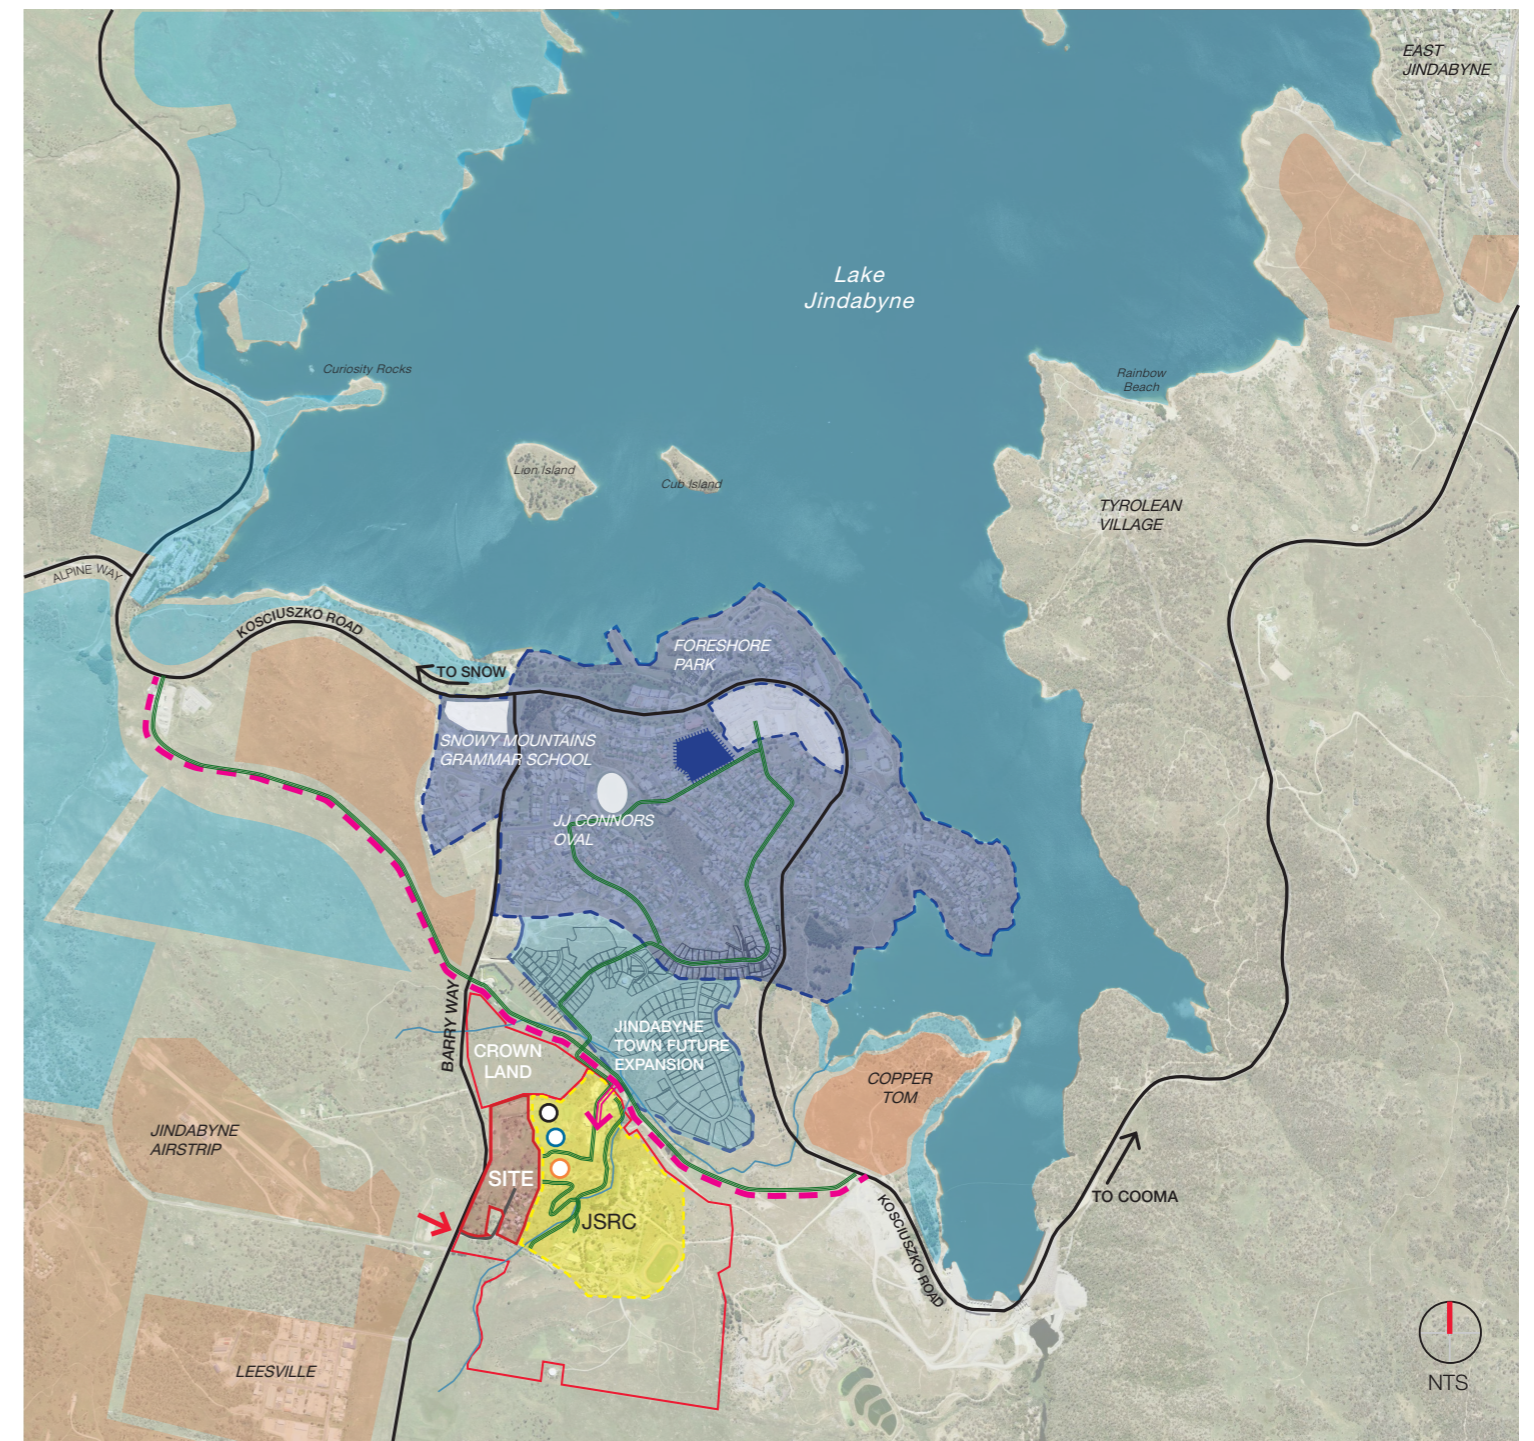 EAST
JINDABYNE
Lake
Jindabyne
Curiosity Rocks
Rainbow
Beach
Lion Island
Cub Island
TYROLEAN
VILLAGE
ALPINE WAY
KOSCIUSZKO ROAD
FORESHORE
PARK
TO SNOW
SNOWY MOUNTAINS
GRAMMAR SCHOOL
JJ CONNORS
OVAL
BARRY WAY
JINDABYNE
TOWN FUTURE
EXPANSION
CROWN
LAND
COPPER
TOM
JINDABYNE
AIRSTRIP
SITE
TO COOMA
JSRC
KOSCIUSZKO ROAD
LEESVILLE
NTS